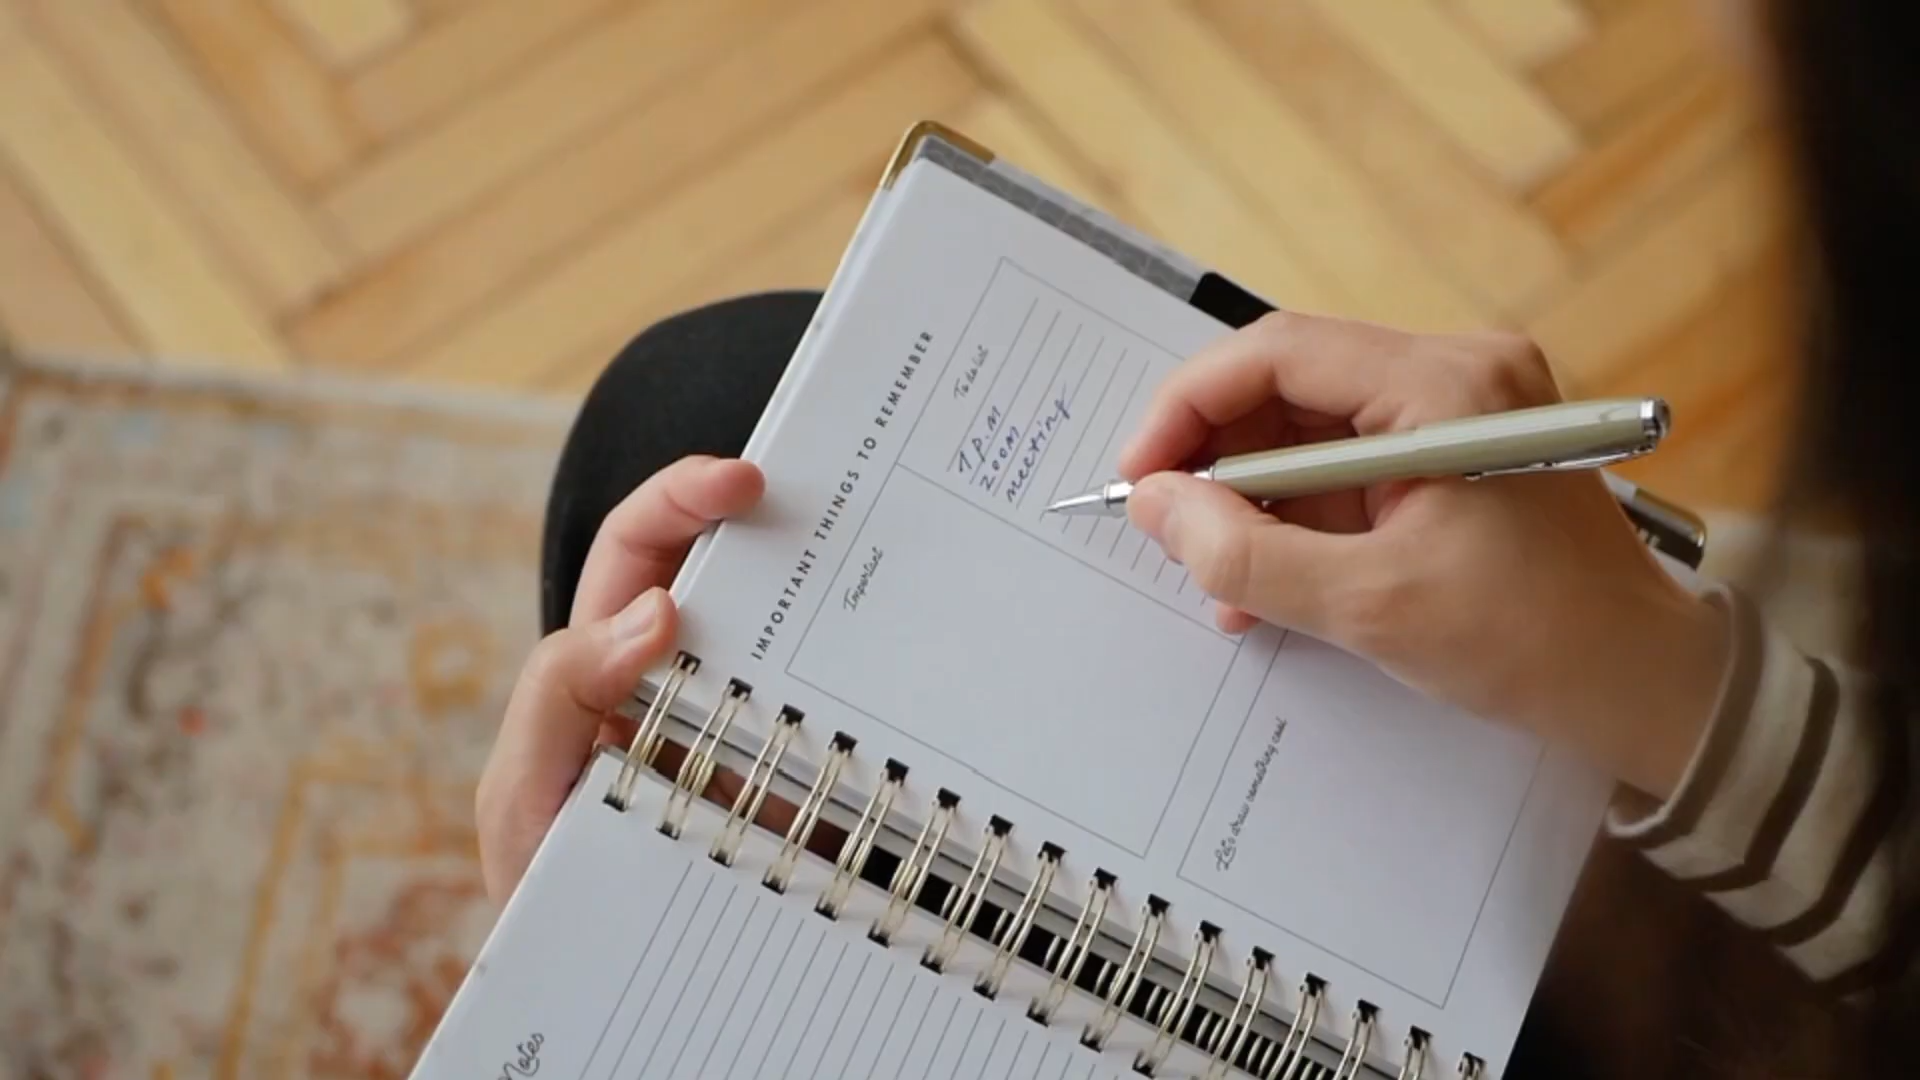 IMPORTANT THINGS TO REMEMBER
To do list
1 P.M
ZOOM
meeting
Important
Let's draw something cool
Notes